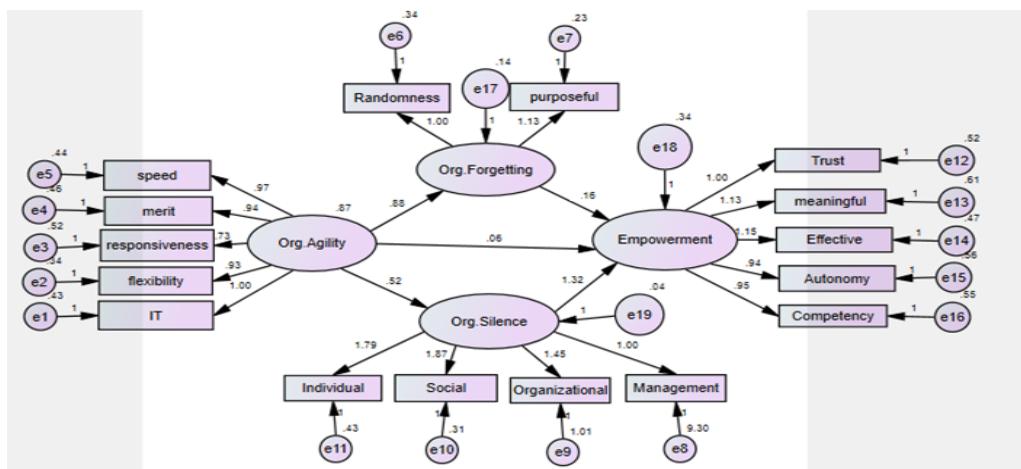 .34
e6
1
Randomness
1.00
.14
e17
1
.23
e7
1
purposeful
1.13
Org.Forgetting
.34
e18
1
.44
e5
1
speed
.97
.46
e4
1
merit
.94
.52
e3
1
responsiveness
.73
.34
e2
1
flexibility
.93
.43
e1
1
IT
1.00
.87
Org.Agility
.88
.06
.52
.16
1.32
Empowerment
1.00
Trust
1
.52
e12
1.13
meaningful
1
.61
e13
1.15
Effective
1
.47
e14
.94
Autonomy
1
.56
e15
.95
Competency
1
.55
e16
Org.Silence
1
.04
e19
1.79
1.87
1.45
1.00
Individual
Social
Organizational
Management
1
.43
e11
1
.31
e10
1
1.01
e9
1
9.30
e8